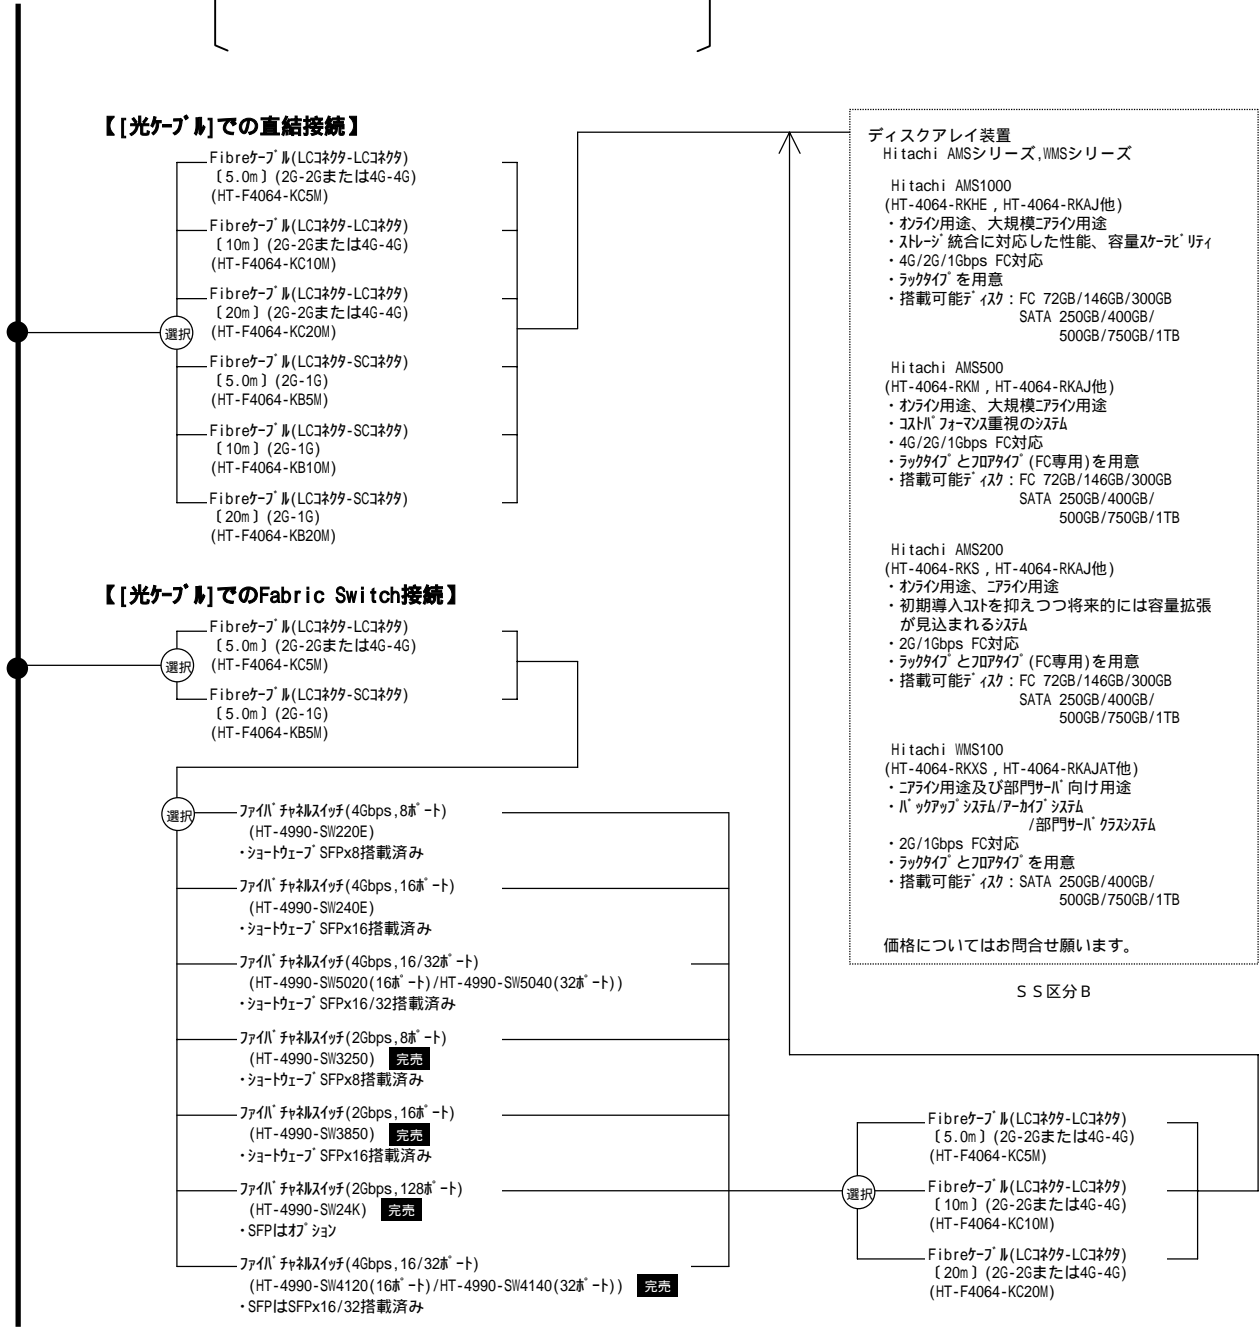 【[光ケーブル]での直結接続】
Fibreケーブル(LCコネクタ-LCコネクタ)
〔5.0m〕(2G-2Gまたは4G-4G)
(HT-F4064-KC5M)
Fibreケーブル(LCコネクタ-LCコネクタ)
〔10m〕(2G-2Gまたは4G-4G)
(HT-F4064-KC10M)
Fibreケーブル(LCコネクタ-LCコネクタ)
〔20m〕(2G-2Gまたは4G-4G)
選択
(HT-F4064-KC20M)
Fibreケーブル(LCコネクタ-SCコネクタ)
〔5.0m〕(2G-1G)
(HT-F4064-KB5M)
Fibreケーブル(LCコネクタ-SCコネクタ)
〔10m〕(2G-1G)
(HT-F4064-KB10M)
Fibreケーブル(LCコネクタ-SCコネクタ)
〔20m〕(2G-1G)
(HT-F4064-KB20M)
【[光ケーブル]でのFabric Switch接続】
Fibreケーブル(LCコネクタ-LCコネクタ)
〔5.0m〕(2G-2Gまたは4G-4G)
選択
(HT-F4064-KC5M)
Fibreケーブル(LCコネクタ-SCコネクタ)
〔5.0m〕(2G-1G)
(HT-F4064-KB5M)
選択
ファイバチャネルスイッチ(4Gbps,8ポート)
(HT-4990-SW220E)
・ショートウェーブSFPx8搭載済み
ファイバチャネルスイッチ(4Gbps,16ポート)
(HT-4990-SW240E)
・ショートウェーブSFPx16搭載済み
ファイバチャネルスイッチ(4Gbps,16/32ポート)
(HT-4990-SW5020(16ポート)/HT-4990-SW5040(32ポート))
・ショートウェーブSFPx16/32搭載済み
ファイバチャネルスイッチ(2Gbps,8ポート)
(HT-4990-SW3250) 完売
・ショートウェーブSFPx8搭載済み
ファイバチャネルスイッチ(2Gbps,16ポート)
(HT-4990-SW3850) 完売
・ショートウェーブSFPx16搭載済み
ファイバチャネルスイッチ(2Gbps,128ポート)
(HT-4990-SW24K) 完売
・SFPはオプション
ファイバチャネルスイッチ(4Gbps,16/32ポート)
(HT-4990-SW4120(16ポート)/HT-4990-SW4140(32ポート)) 完売
・SFPはSFPx16/32搭載済み
ディスクアレイ装置
Hitachi AMSシリーズ,WMSシリーズ
Hitachi AMS1000
(HT-4064-RKHE , HT-4064-RKAJ他)
・オンライン用途、大規模ニアライン用途
・ストレージ統合に対応した性能、容量スケーラビリティ
・4G/2G/1Gbps FC対応
・ラックタイプを用意
・搭載可能ディスク：FC 72GB/146GB/300GB
SATA 250GB/400GB/
500GB/750GB/1TB
Hitachi AMS500
(HT-4064-RKM , HT-4064-RKAJ他)
・オンライン用途、大規模ニアライン用途
・コストパフォーマンス重視のシステム
・4G/2G/1Gbps FC対応
・ラックタイプとフロアタイプ(FC専用)を用意
・搭載可能ディスク：FC 72GB/146GB/300GB
SATA 250GB/400GB/
500GB/750GB/1TB
Hitachi AMS200
(HT-4064-RKS , HT-4064-RKAJ他)
・オンライン用途、ニアライン用途
・初期導入コストを抑えつつ将来的には容量拡張
が見込まれるシステム
・2G/1Gbps FC対応
・ラックタイプとフロアタイプ(FC専用)を用意
・搭載可能ディスク：FC 72GB/146GB/300GB
SATA 250GB/400GB/
500GB/750GB/1TB
Hitachi WMS100
(HT-4064-RKXS , HT-4064-RKAJAT他)
・ニアライン用途及び部門サーバ向け用途
・バックアップシステム/アーカイブシステム
/部門サーバクラスシステム
・2G/1Gbps FC対応
・ラックタイプとフロアタイプを用意
・搭載可能ディスク：SATA 250GB/400GB/
500GB/750GB/1TB
価格についてはお問合せ願います。
ＳＳ区分Ｂ
Fibreケーブル(LCコネクタ-LCコネクタ)
〔5.0m〕(2G-2Gまたは4G-4G)
(HT-F4064-KC5M)
選択
Fibreケーブル(LCコネクタ-LCコネクタ)
〔10m〕(2G-2Gまたは4G-4G)
(HT-F4064-KC10M)
Fibreケーブル(LCコネクタ-LCコネクタ)
〔20m〕(2G-2Gまたは4G-4G)
(HT-F4064-KC20M)